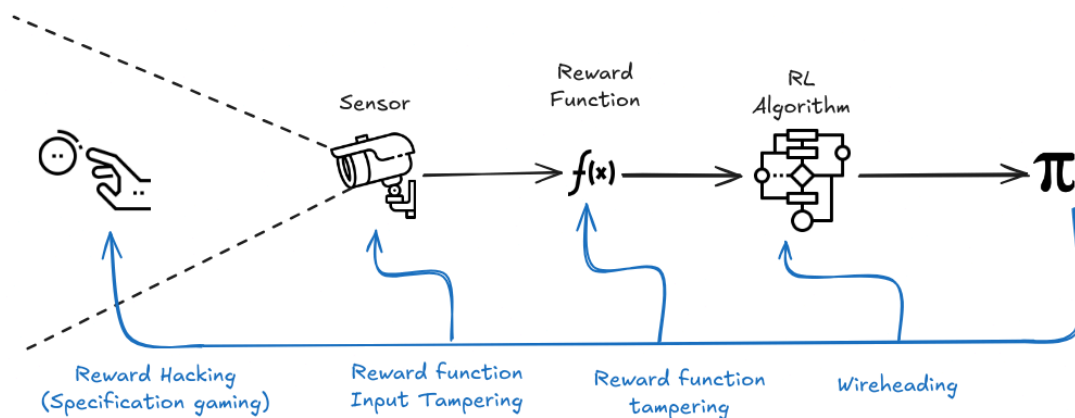 Sensor
Reward
Function
RL
Algorithm
f(x)
π
Reward Hacking
(Specification gaming)
Reward function
Input Tampering
Reward function
tampering
Wireheading